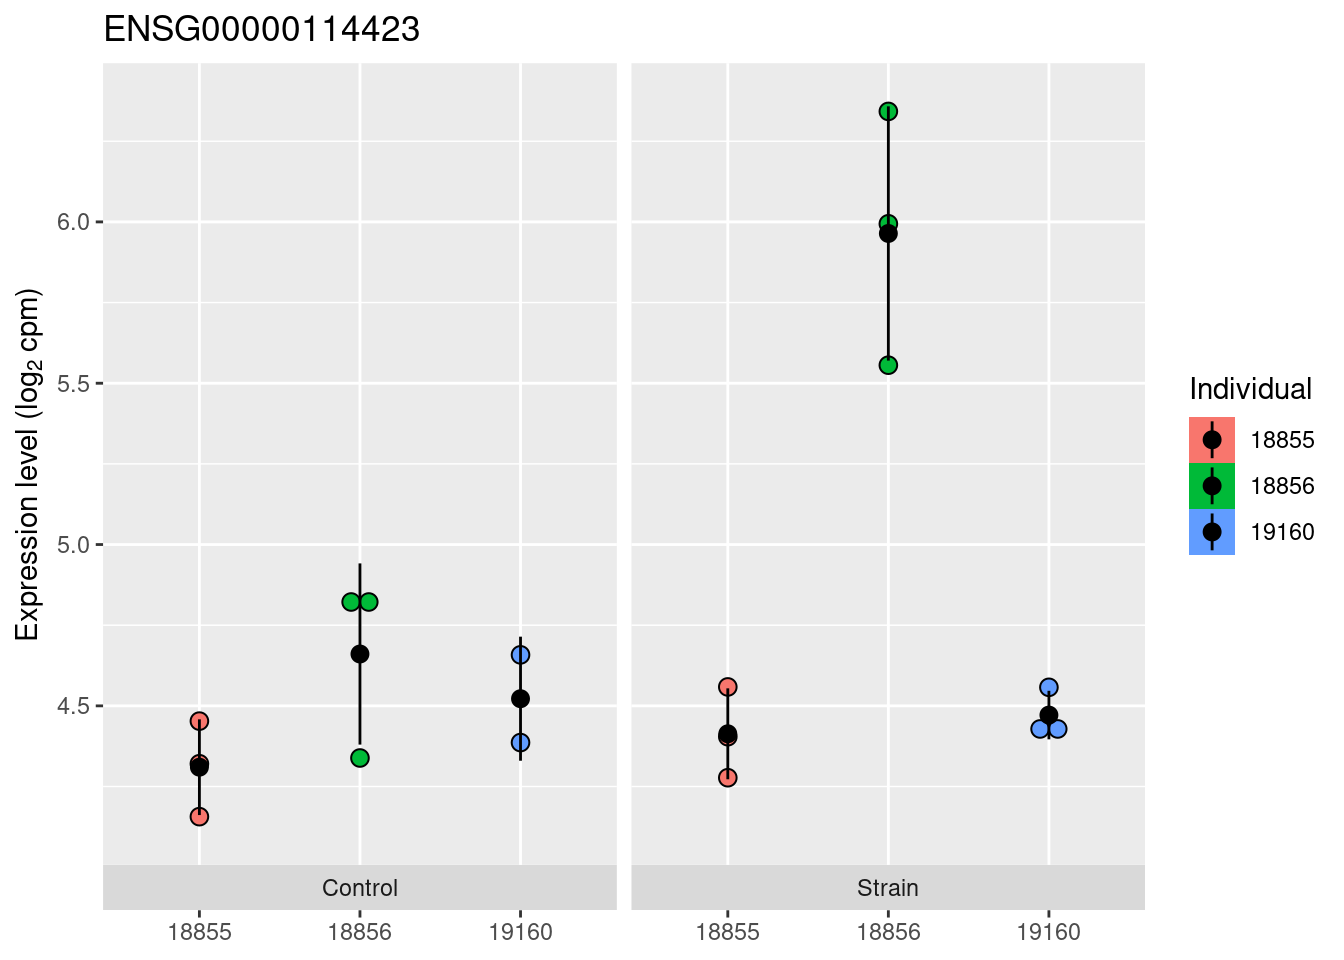 ENSG00000114423
Expression level (log2 cpm)
6.0
5.5
5.0
4.5
Control
Strain
18855
18856
19160
18855
18856
19160
Individual
18855
18856
19160